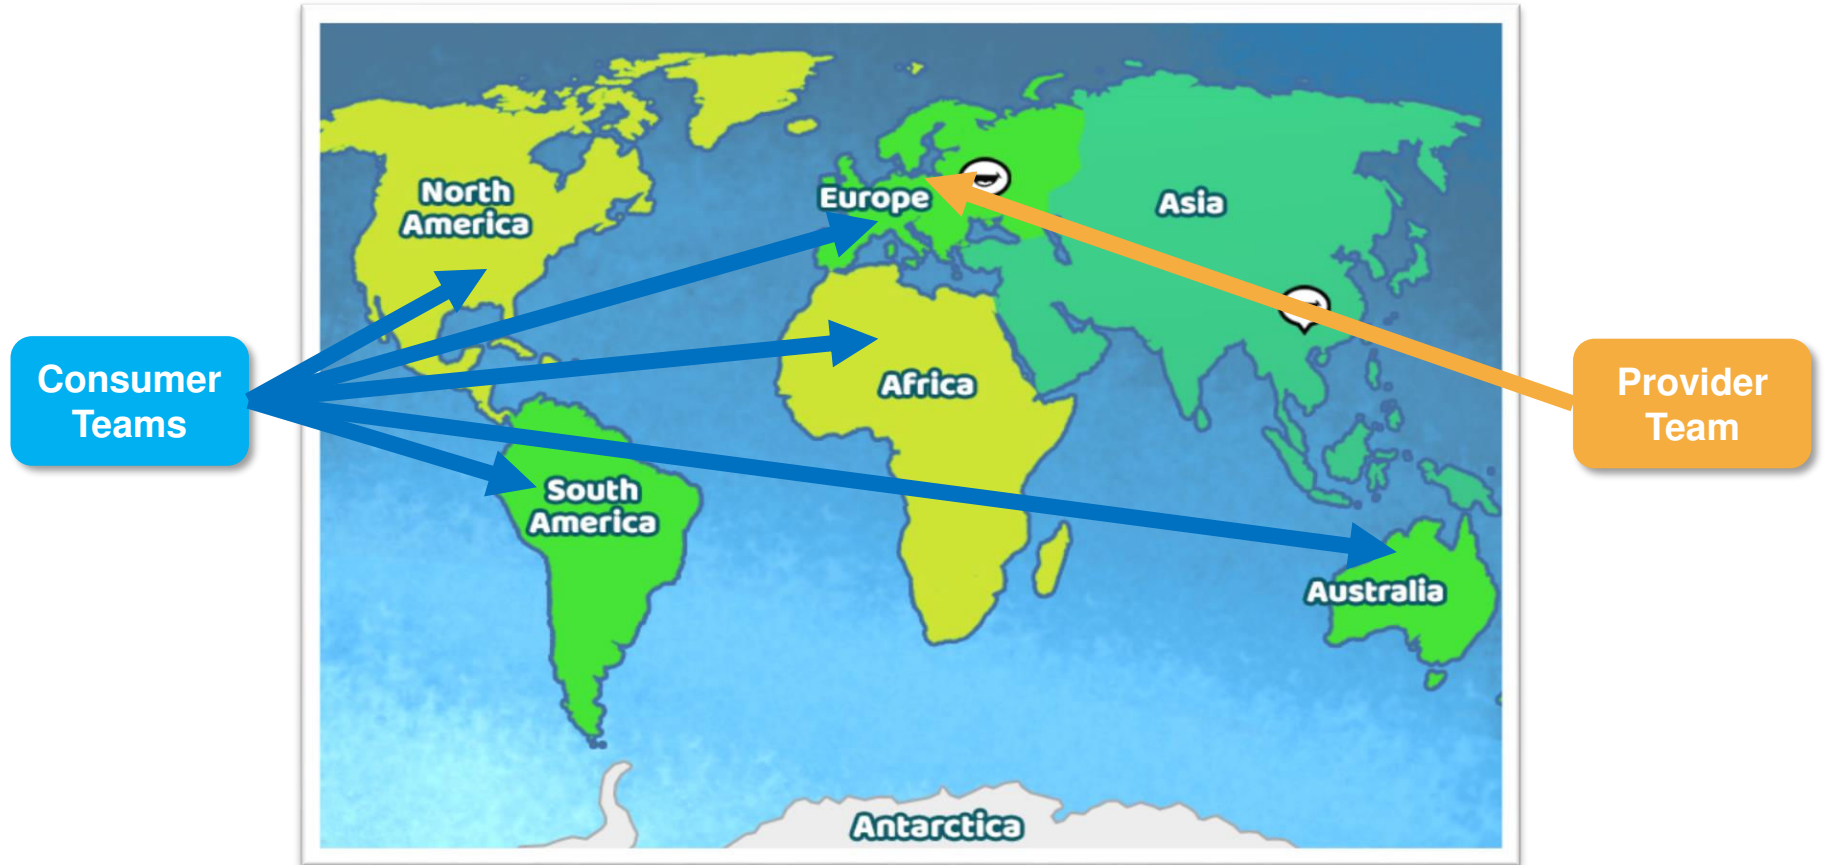 North
America
Europe
Asia
Consumer
Teams
Africa
Provider
Team
South
America
Australia
Antarctica